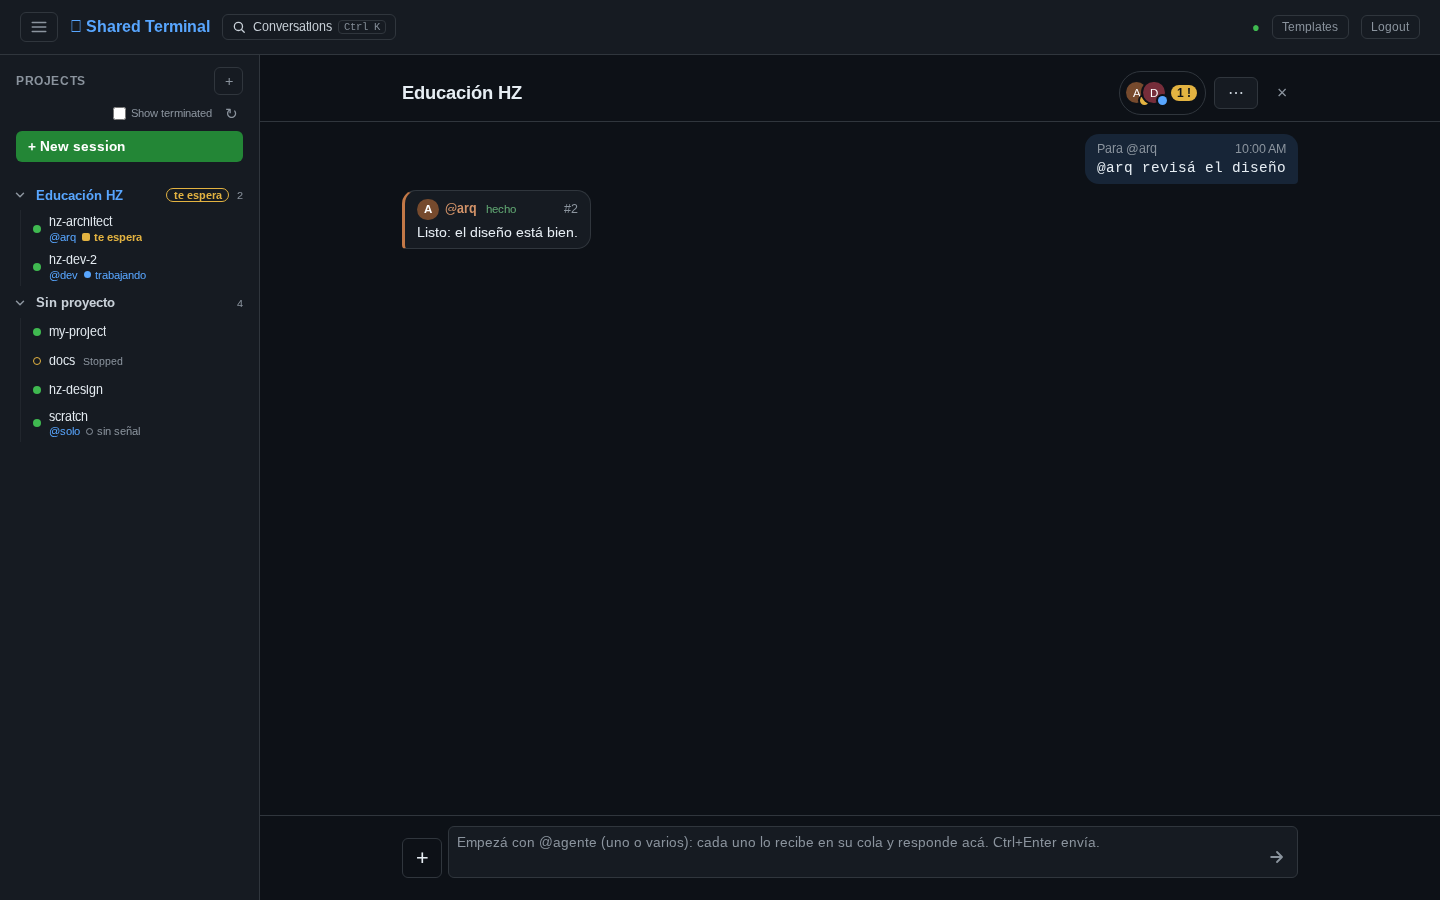 Shared Terminal
Conversations Ctrl K
Templates
Logout
PROJECTS
+
Show terminated
+ New session
Educación HZ te espera 2
hz-architect
@arq te espera
hz-dev-2
@dev trabajando
Sin proyecto 4
my-project
docs Stopped
hz-design
scratch
@solo sin señal
Educación HZ
A D 1 !
Para @arq 10:00 AM
@arq revisá el diseño
A @arq hecho #2
Listo: el diseño está bien.
+
Empezá con @agente (uno o varios): cada uno lo recibe en su cola y responde acá. Ctrl+Enter envía.